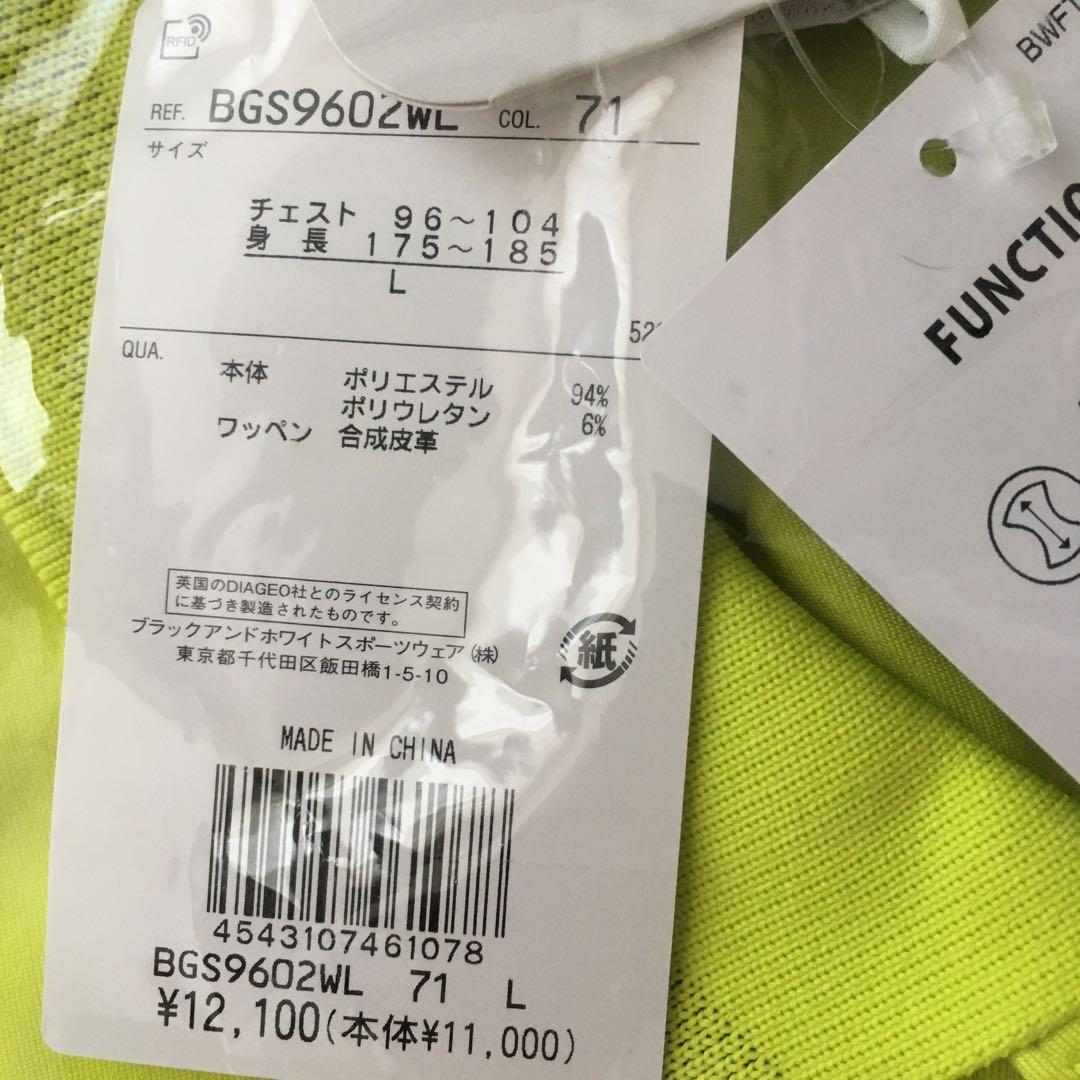 RFID
REF. BGS9602WL COL. 71
サイズ
チェスト 96～104
身長 175～185
L
QUA.
本体 ポリエステル 94%
ポリウレタン 6%
ワッペン 合成皮革
英国のDIAGEO社とのライセンス契約
に基づき製造されたものです。
ブラックアンドホワイトスポーツウェア(株)
東京都千代田区飯田橋1-5-10
紙
MADE IN CHINA
4543107461078
BGS9602WL 71 L
¥12,100(本体¥11,000)
BWFT
FUNCTIO